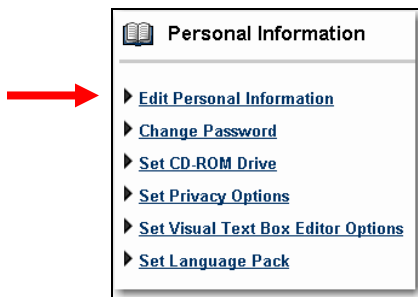 Personal Information
Edit Personal Information
Change Password
Set CD-ROM Drive
Set Privacy Options
Set Visual Text Box Editor Options
Set Language Pack